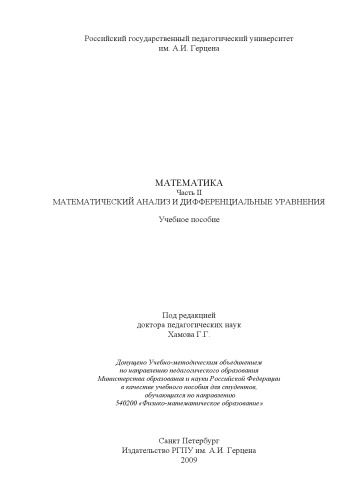 Российский государственный педагогический университет
им. А.И. Герцена
МАТЕМАТИКА
Часть II
МАТЕМАТИЧЕСКИЙ АНАЛИЗ И ДИФФЕРЕНЦИАЛЬНЫЕ УРАВНЕНИЯ
Учебное пособие
Под редакцией
доктора педагогических наук
Хамова Г.Г.
Допущено Учебно-методическим объединением
по направлению педагогического образования
Министерства образования и науки Российской Федерации
в качестве учебного пособия для студентов,
обучающихся по направлению
540200 «Физико-математическое образование»
Санкт Петербург
Издательство РГПУ им. А.И. Герцена
2009